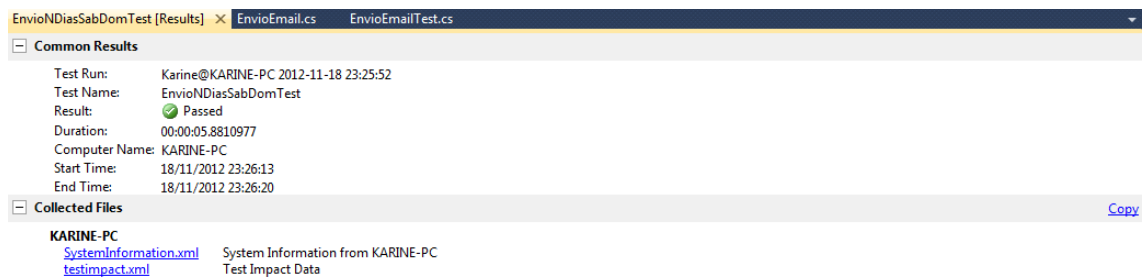 EnvioNDiasSabDomTest [Results] EnvioEmail.cs EnvioEmailTest.cs
Common Results
Test Run: Karine@KARINE-PC 2012-11-18 23:25:52
Test Name: EnvioNDiasSabDomTest
Result: Passed
Duration: 00:00:05.8810977
Computer Name: KARINE-PC
Start Time: 18/11/2012 23:26:13
End Time: 18/11/2012 23:26:20
Collected Files Copy
KARINE-PC
SystemInformation.xml System Information from KARINE-PC
testimpact.xml Test Impact Data